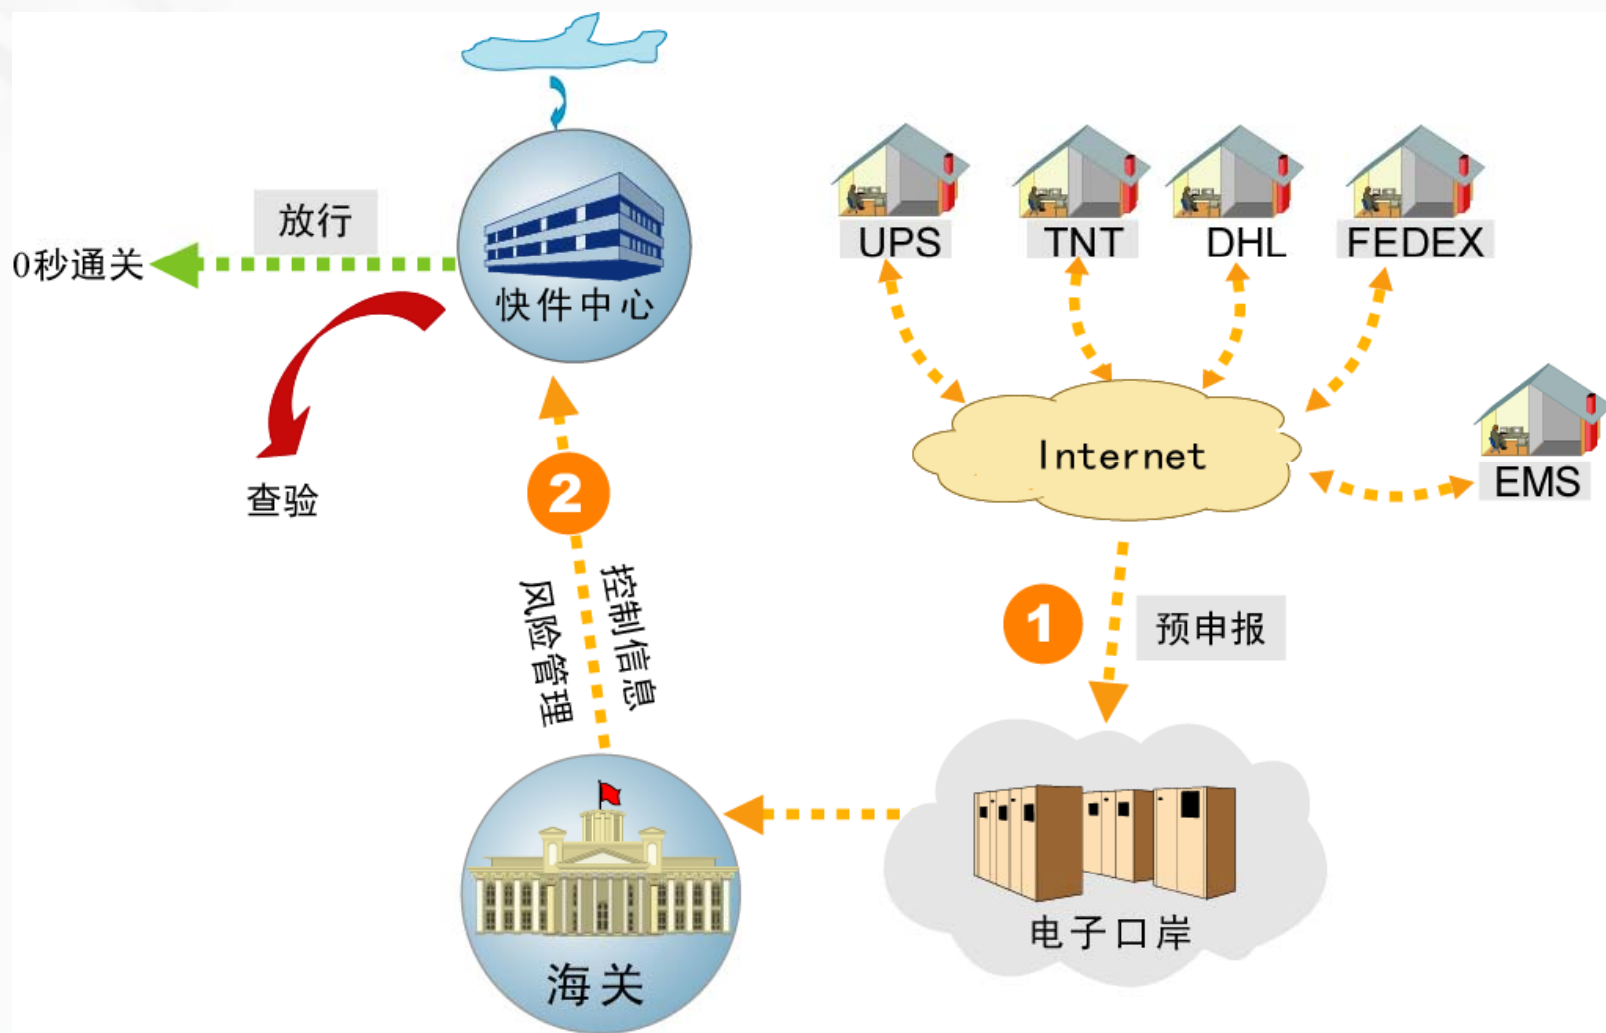 放行
0秒通关
快件中心
查验
UPS
TNT
DHL
FEDEX
Internet
EMS
2
控制信息
风险管理
1
预申报
海关
电子口岸